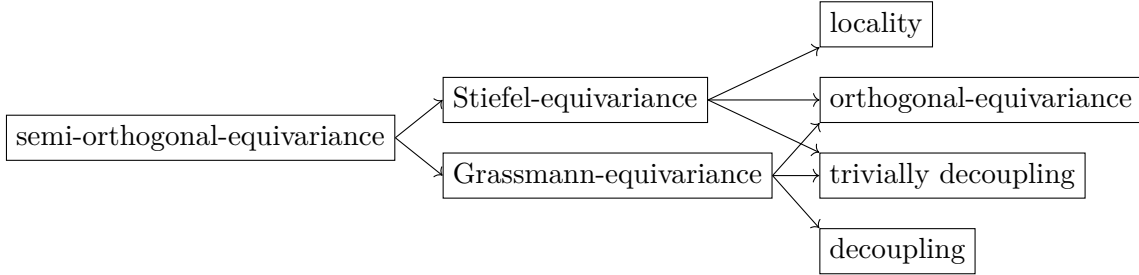 locality
Stiefel-equivariance
orthogonal-equivariance
semi-orthogonal-equivariance
Grassmann-equivariance
trivially decoupling
decoupling